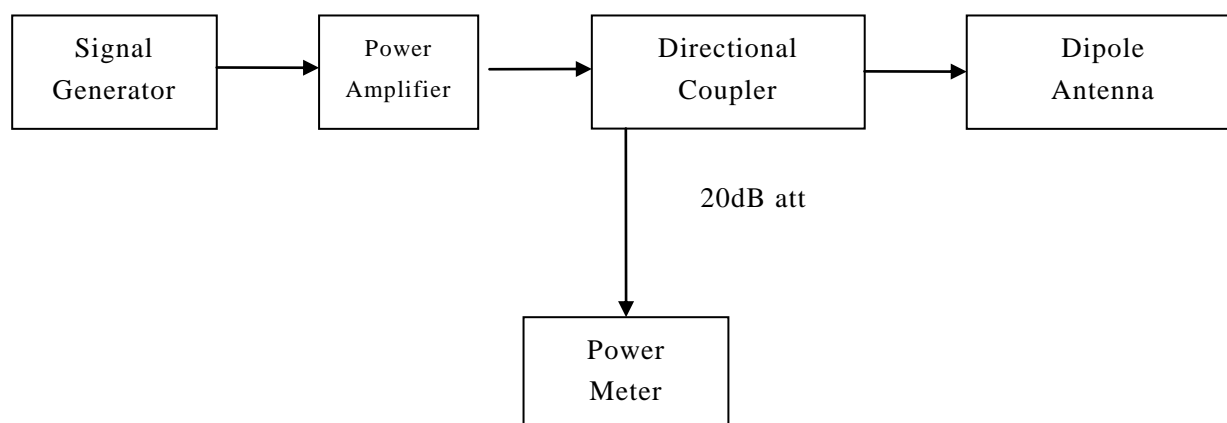 Signal
Generator
Power
Amplifier
Directional
Coupler
Dipole
Antenna
20dB att
Power
Meter